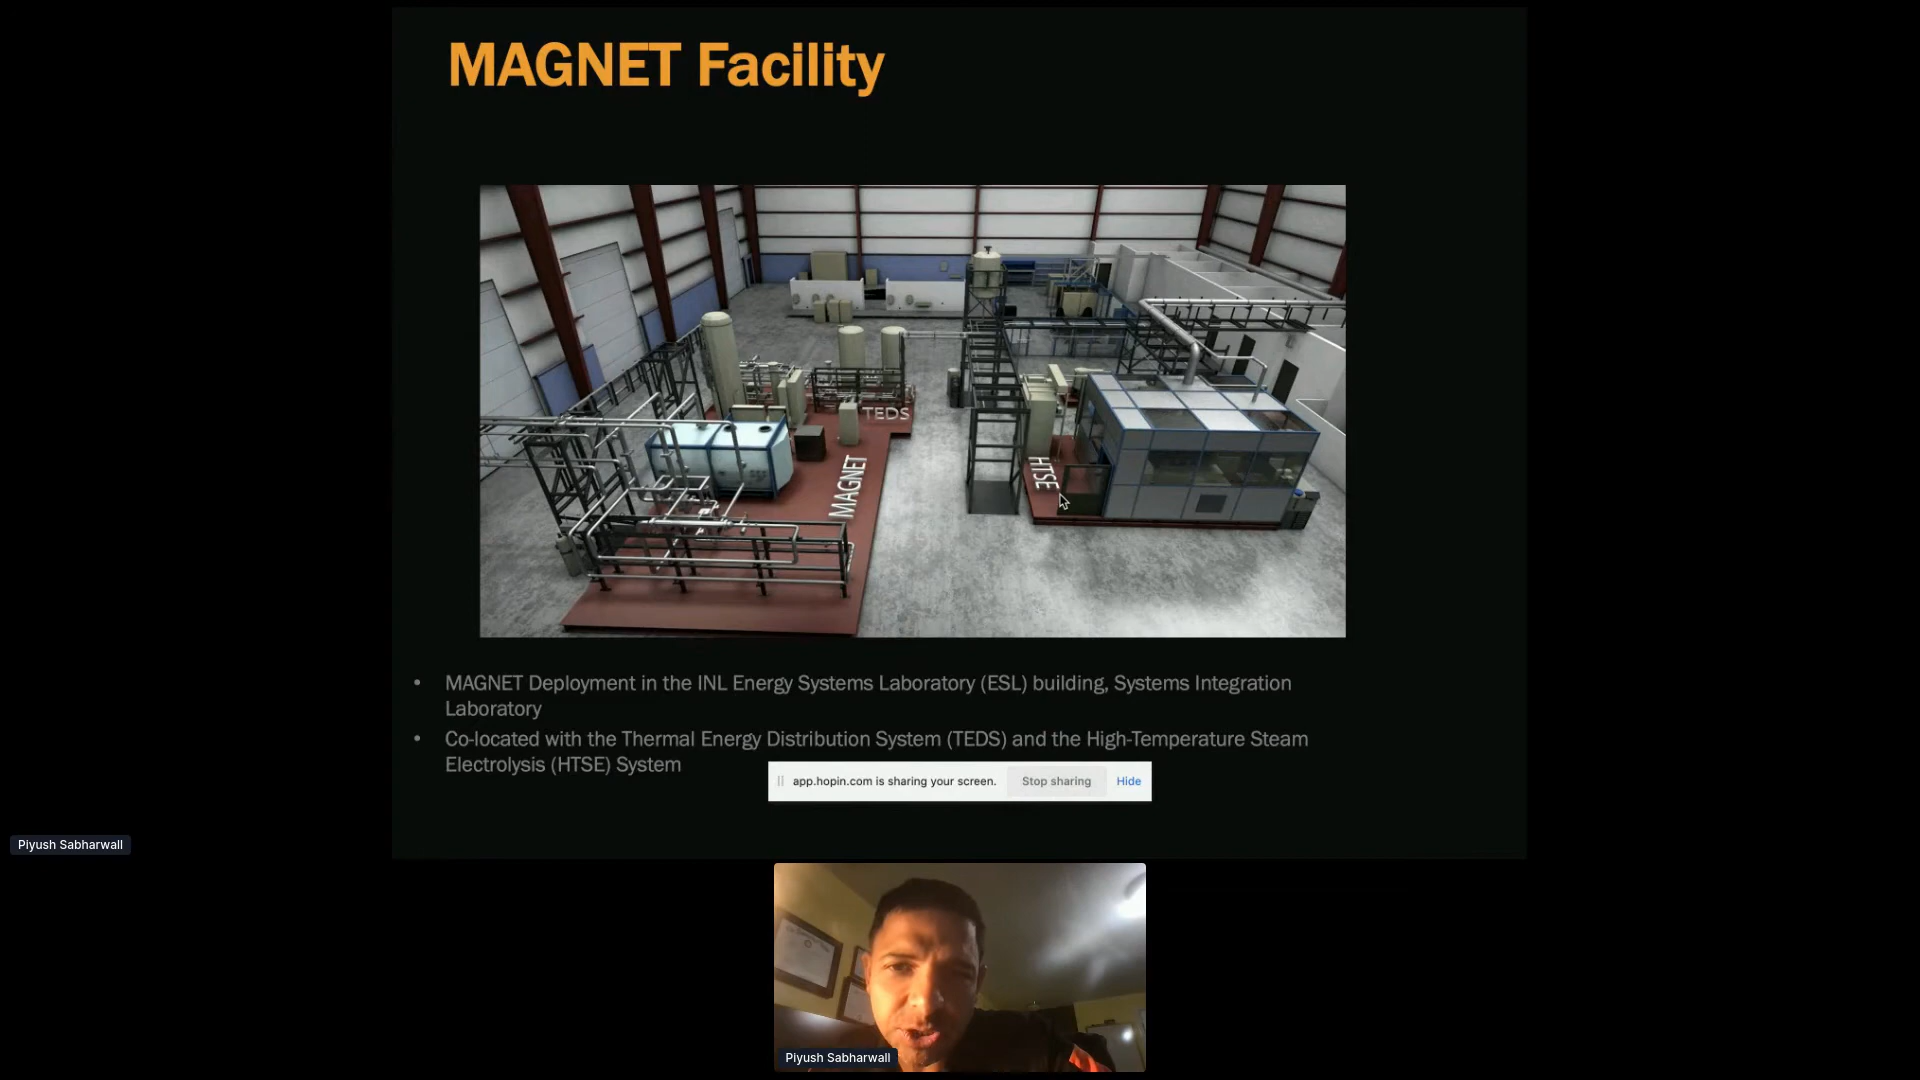 MAGNET Facility
TEDS
MAGNET
HTSE
• MAGNET Deployment in the INL Energy Systems Laboratory (ESL) building, Systems Integration
Laboratory
• Co-located with the Thermal Energy Distribution System (TEDS) and the High-Temperature Steam
Electrolysis (HTSE) System
app.hopin.com is sharing your screen. Stop sharing Hide
Piyush Sabharwall
Piyush Sabharwall